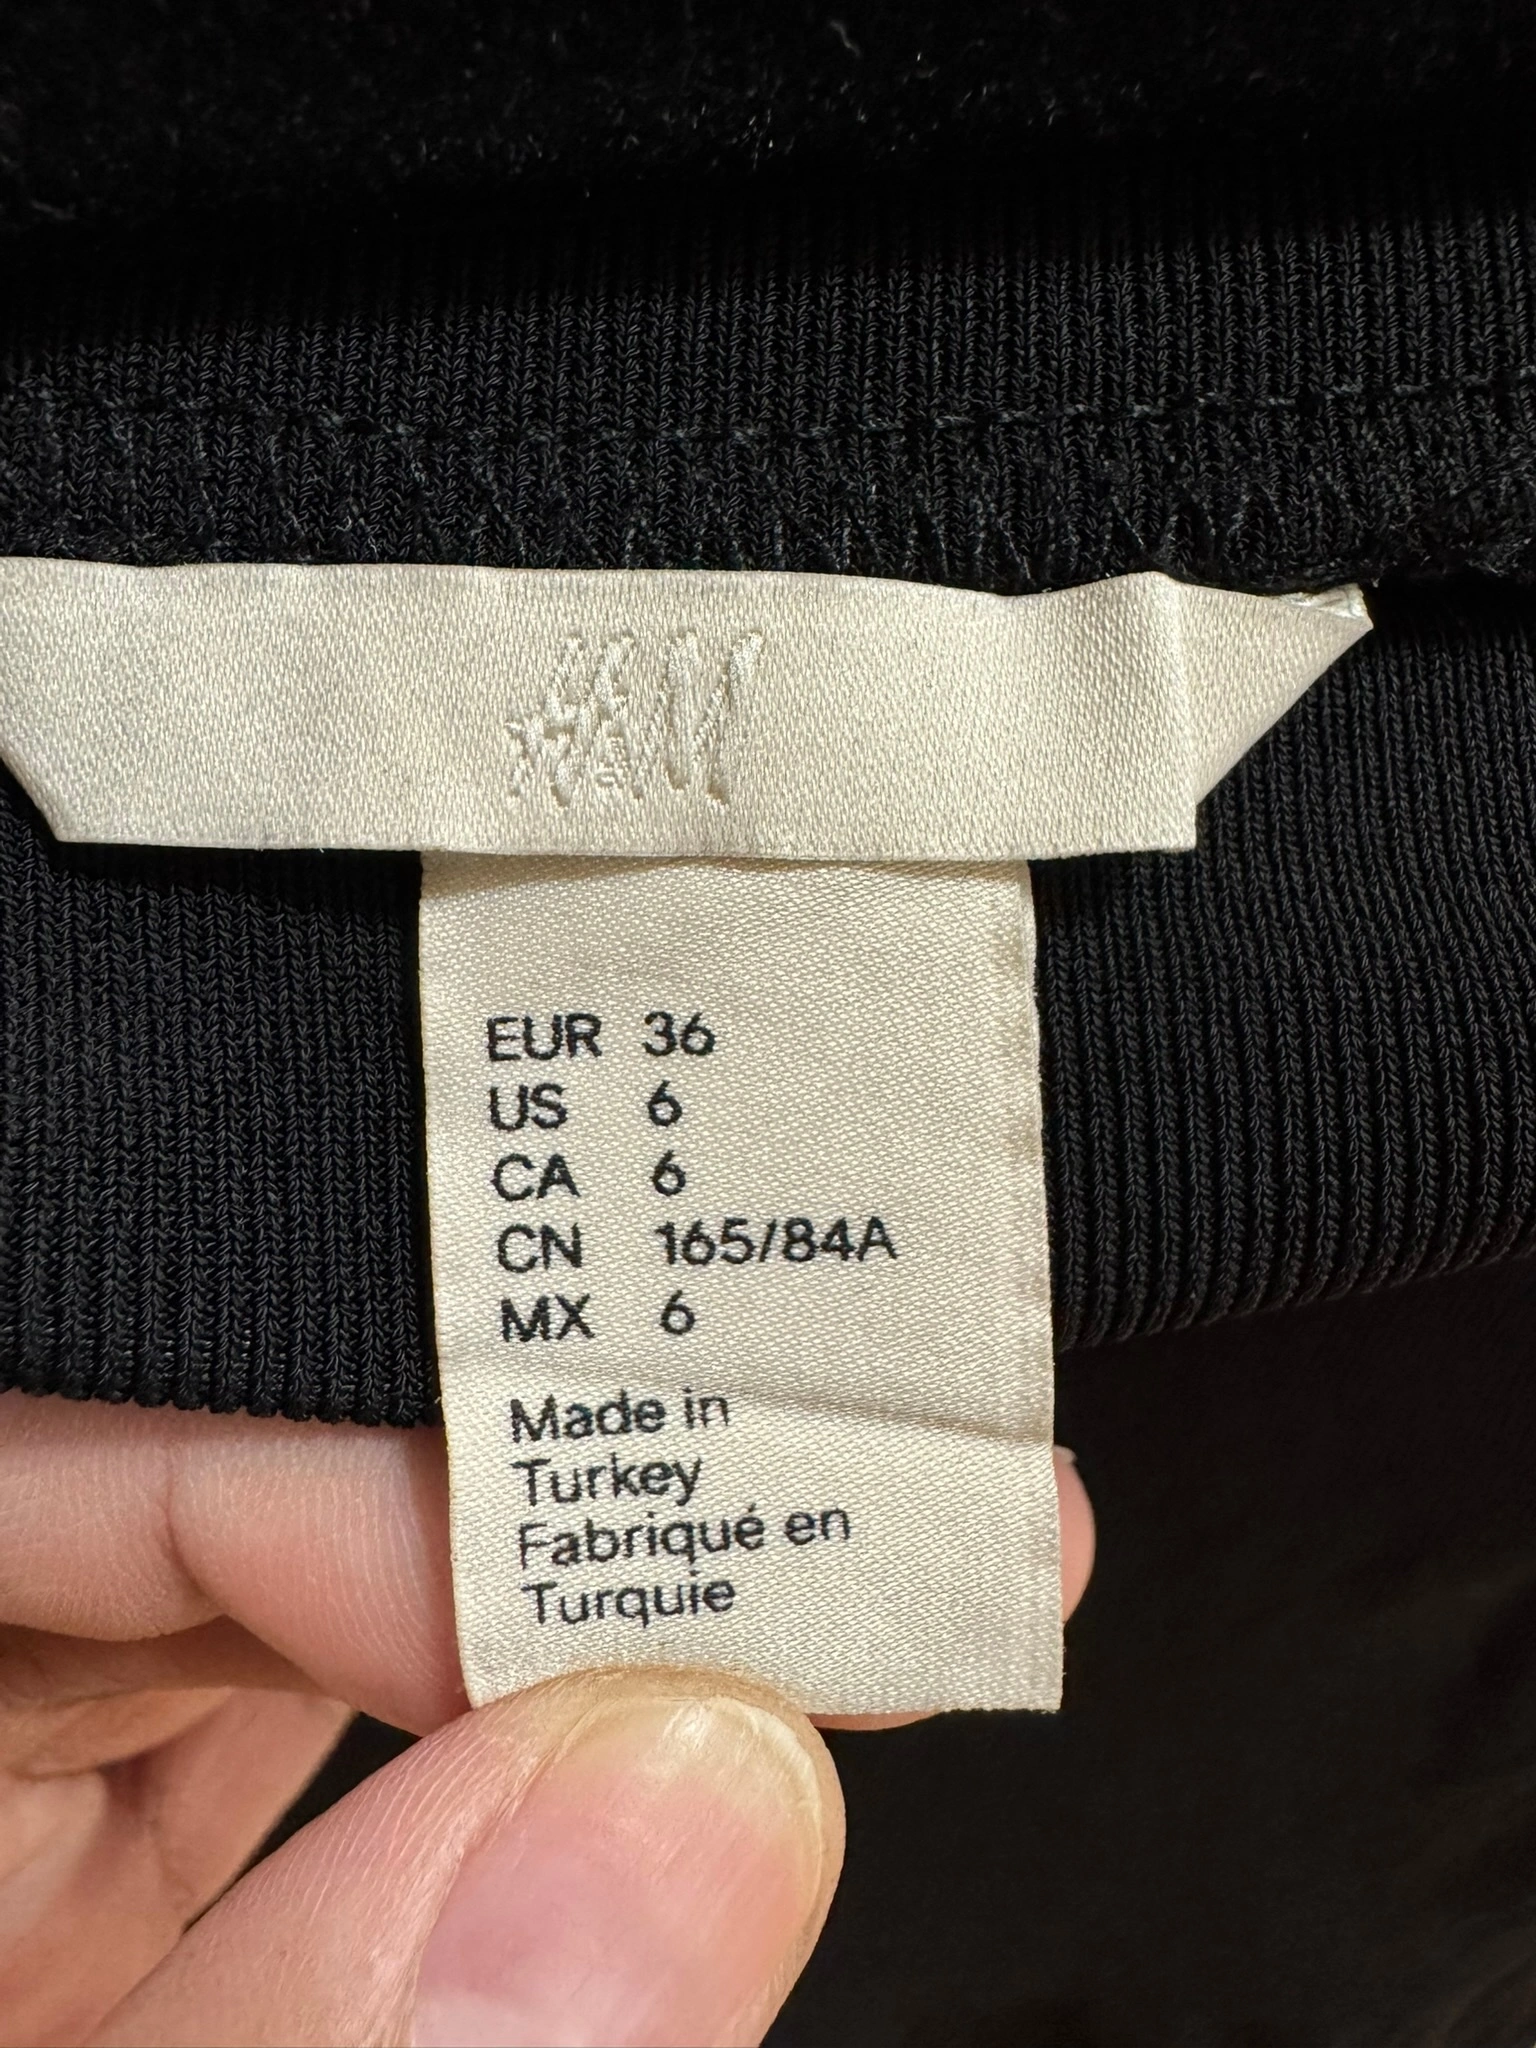 H&M
EUR 36
US 6
CA 6
CN 165/84A
MX 6
Made in
Turkey
Fabriqué en
Turquie